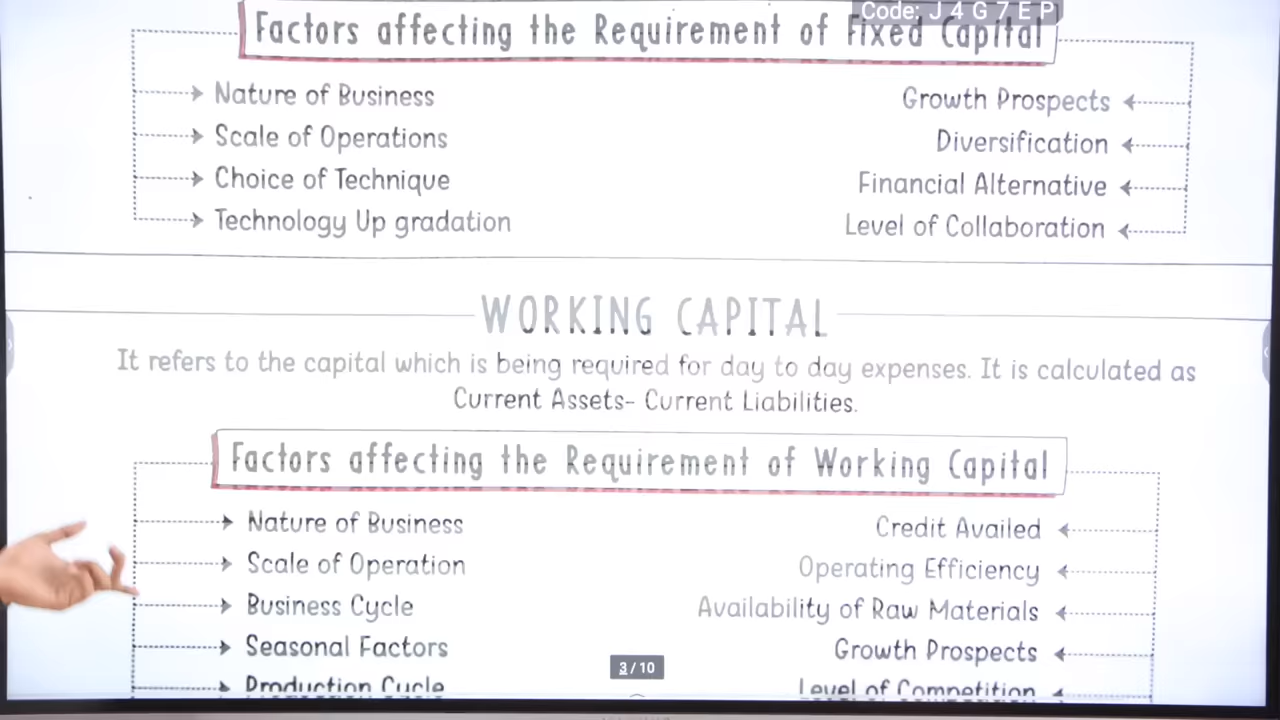 Code: J 4 G 7 E P
Factors affecting the Requirement of Fixed Capital
Nature of Business
Scale of Operations
Choice of Technique
Technology Up gradation
Growth Prospects
Diversification
Financial Alternative
Level of Collaboration
WORKING CAPITAL
It refers to the capital which is being required for day to day expenses. It is calculated as
Current Assets- Current Liabilities.
Factors affecting the Requirement of Working Capital
Nature of Business
Scale of Operation
Business Cycle
Seasonal Factors
Production Cycle
Credit Availed
Operating Efficiency
Availability of Raw Materials
Growth Prospects
Level of Competition
3 / 10